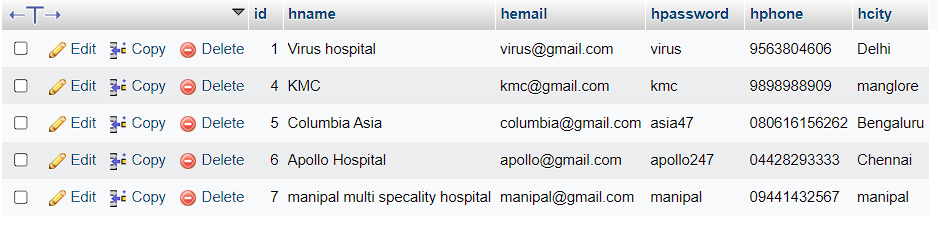 id hname hemail hpassword hphone hcity
Edit Copy Delete 1 Virus hospital virus@gmail.com virus 9563804606 Delhi
Edit Copy Delete 4 KMC kmc@gmail.com kmc 9898988909 manglore
Edit Copy Delete 5 Columbia Asia columbia@gmail.com asia47 080616156262 Bengaluru
Edit Copy Delete 6 Apollo Hospital apollo@gmail.com apollo247 04428293333 Chennai
Edit Copy Delete 7 manipal multi specality hospital manipal@gmail.com manipal 09441432567 manipal